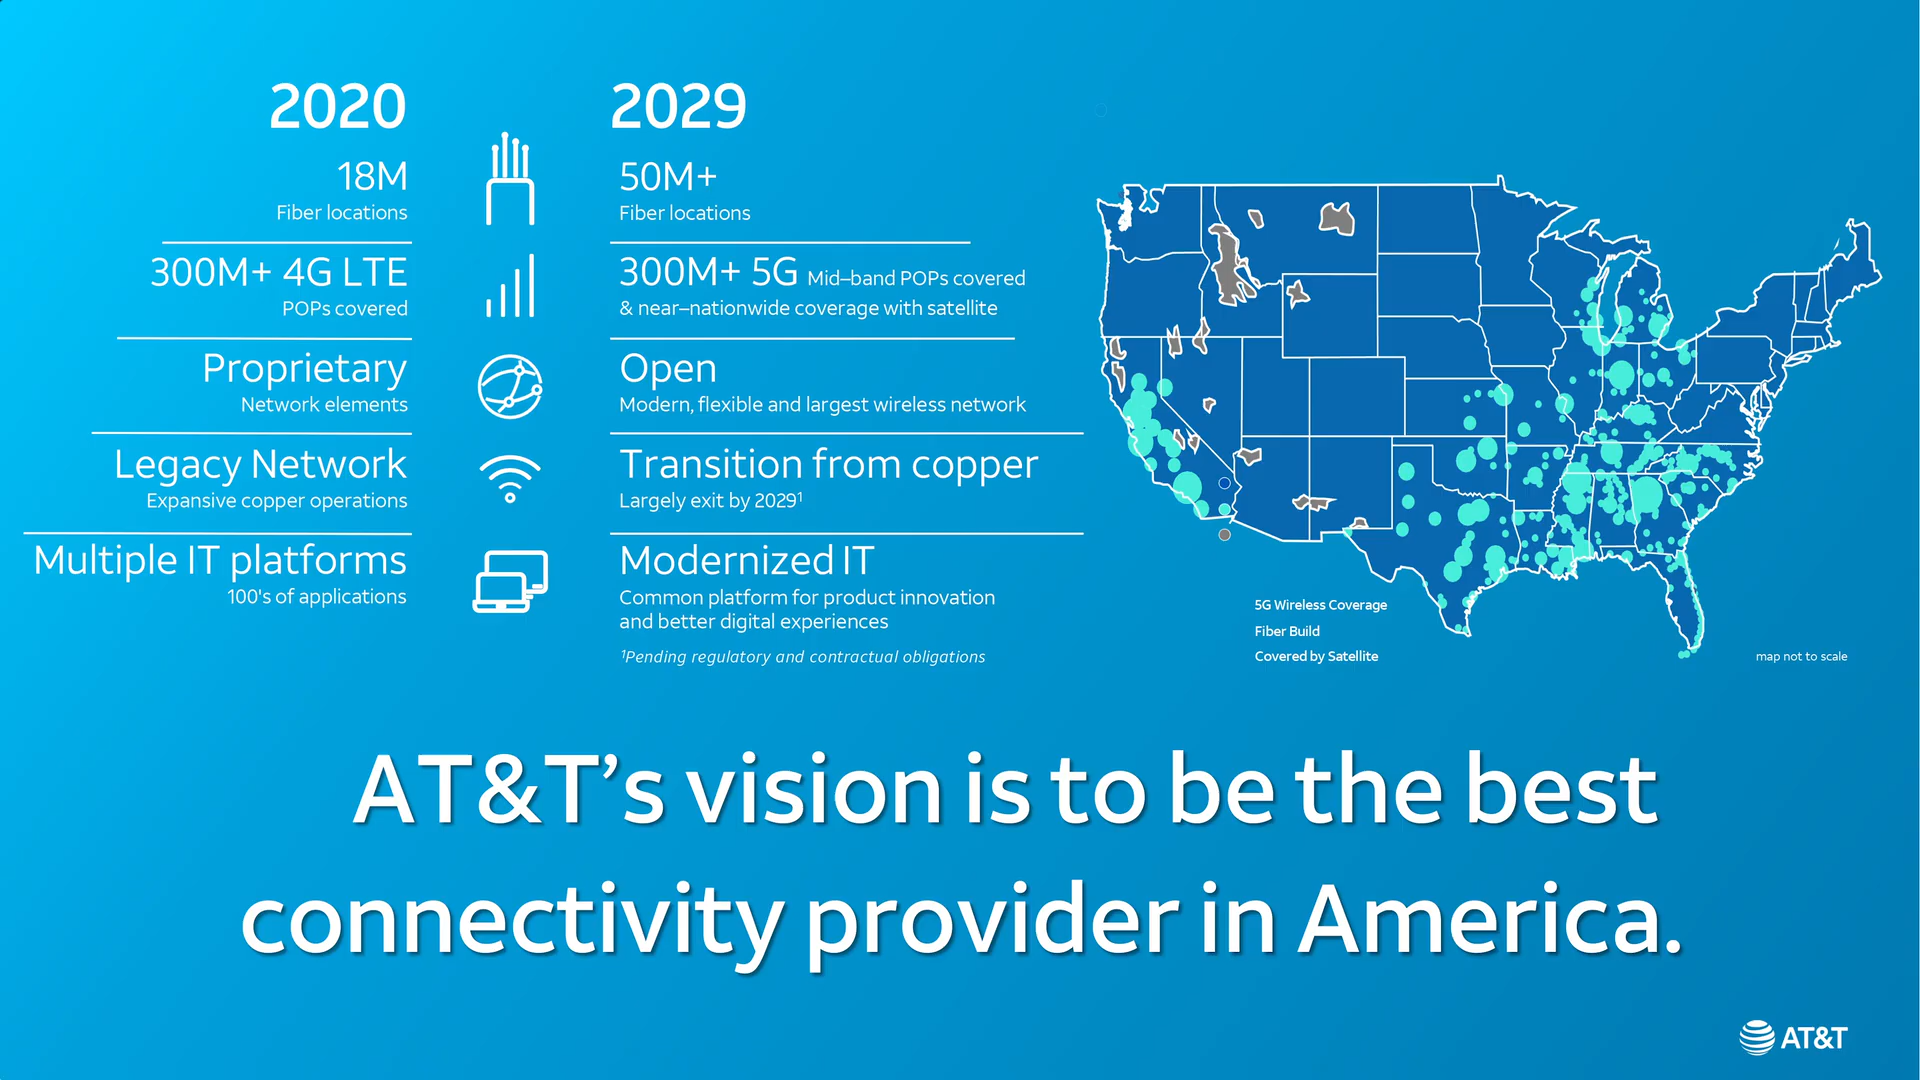 2020
18M
Fiber locations
300M+ 4G LTE
POPs covered
Proprietary
Network elements
Legacy Network
Expansive copper operations
Multiple IT platforms
100's of applications
2029
50M+
Fiber locations
300M+ 5G Mid–band POPs covered
& near–nationwide coverage with satellite
Open
Modern, flexible and largest wireless network
Transition from copper
Largely exit by 2029¹
Modernized IT
Common platform for product innovation
and better digital experiences
¹Pending regulatory and contractual obligations
5G Wireless Coverage
Fiber Build
Covered by Satellite
map not to scale
AT&T’s vision is to be the best
connectivity provider in America.
AT&T